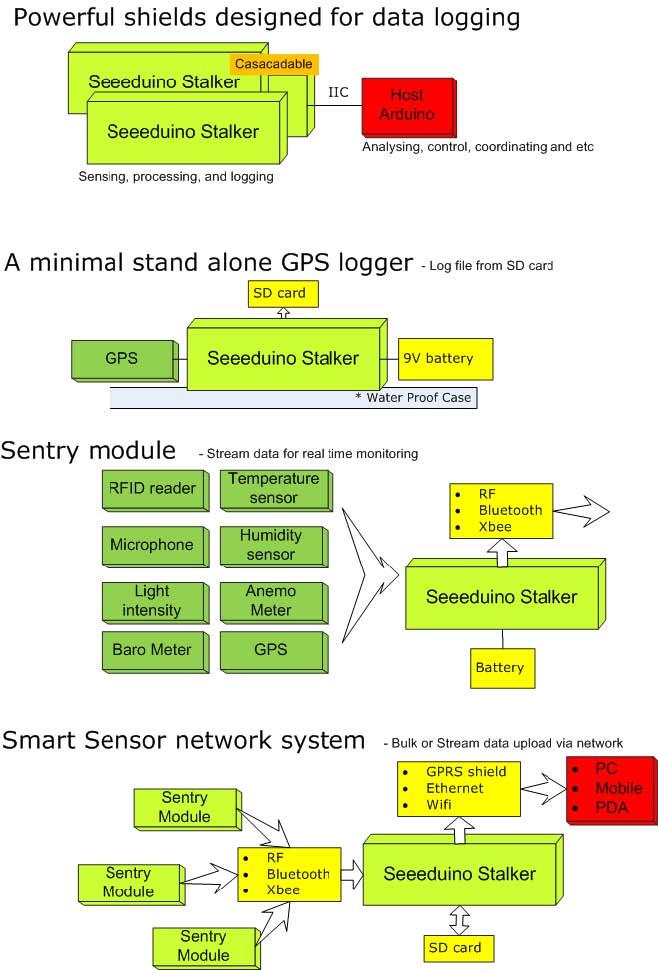 Powerful shields designed for data logging
Casacadable
Seeeduino Stalker
Seeeduino Stalker
IIC
Host
Arduino
Sensing, processing, and logging
Analysing, control, coordinating and etc
A minimal stand alone GPS logger - Log file from SD card
SD card
GPS
Seeeduino Stalker
9V battery
* Water Proof Case
Sentry module - Stream data for real time monitoring
RFID reader
Temperature
sensor
Microphone
Humidity
sensor
Light
intensity
Anemo
Meter
Baro Meter
GPS
• RF
• Bluetooth
• Xbee
Seeeduino Stalker
Battery
Smart Sensor network system - Bulk or Stream data upload via network
• GPRS shield
• Ethernet
• Wifi
• PC
• Mobile
• PDA
Sentry
Module
Sentry
Module
Sentry
Module
• RF
• Bluetooth
• Xbee
Seeeduino Stalker
SD card